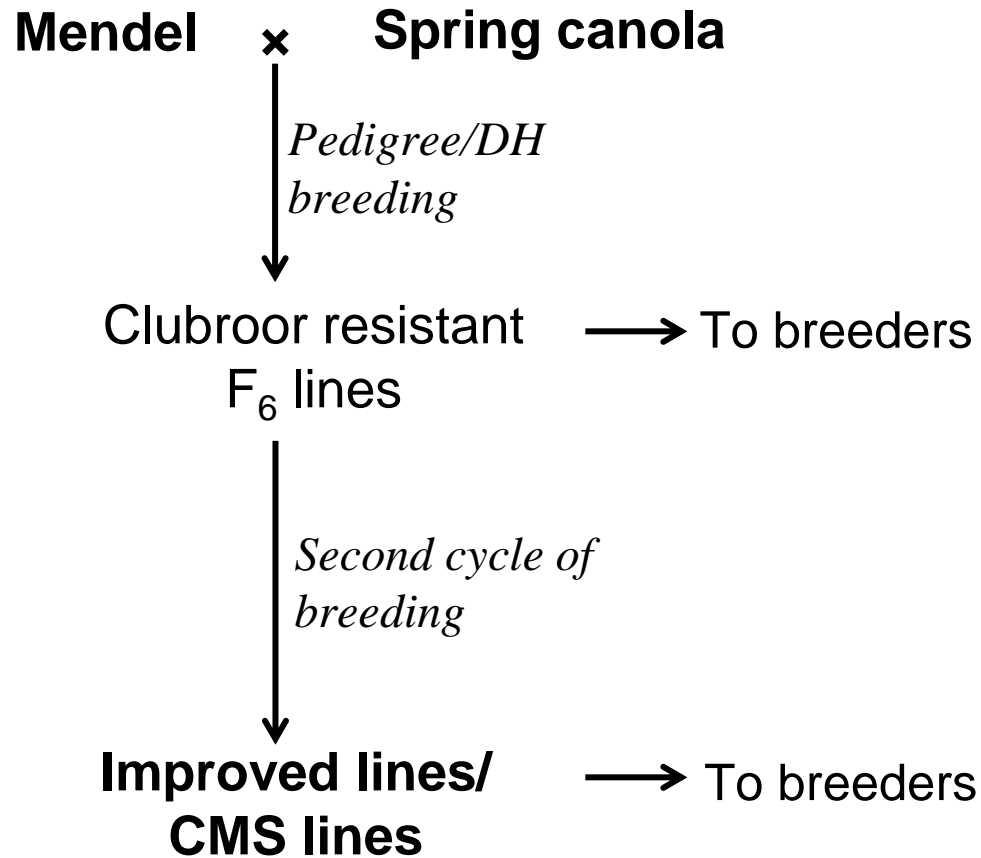 Mendel × Spring canola
Pedigree/DH
breeding
Clubroor resistant
F₆ lines
To breeders
Second cycle of
breeding
Improved lines/
CMS lines
To breeders